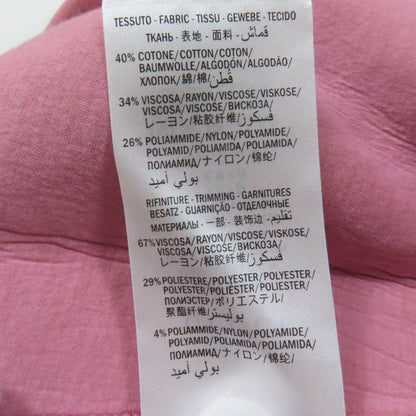 TESSUTO - FABRIC - TISSU - GEWEBE - TECIDO
ТКАНЬ - 表地 - 面料 - قماش
40% COTONE/COTTON/COTON/
BAUMWOLLE/ALGODÓN/ALGODÃO/
ХЛОПОК/綿/棉/قطن
34% VISCOSA/RAYON/VISCOSE/VISKOSE/
VISCOSA/VISCOSE/ВИСКОЗА/
レーヨン/粘胶纤维/فسكوز
26% POLIAMMIDE/NYLON/POLYAMIDE/
POLYAMID/POLIAMIDA/POLIAMIDA/
ПОЛИАМИД/ナイロン/锦纶/
بولي أميد
RIFINITURE - TRIMMING - GARNITURES
BESATZ - GUARNIÇÃO - ОТДЕЛОЧНЫЕ
МАТЕРИАЛЫ - 一部 - 装饰边 - تقليم
67% VISCOSA/RAYON/VISCOSE/VISKOSE/
VISCOSA/VISCOSE/ВИСКОЗА/
レーヨン/粘胶纤维/فسكوز
29% POLIESTERE/POLYESTER/POLYESTER/
POLYESTER/POLIÉSTER/POLIÉSTER/
ПОЛИЭСТЕР/ポリエステル/
聚酯纤维/بوليستر
4% POLIAMMIDE/NYLON/POLYAMIDE/
POLYAMID/POLIAMIDA/POLIAMIDA/
ПОЛИАМИД/ナイロン/锦纶/
بولي أميد